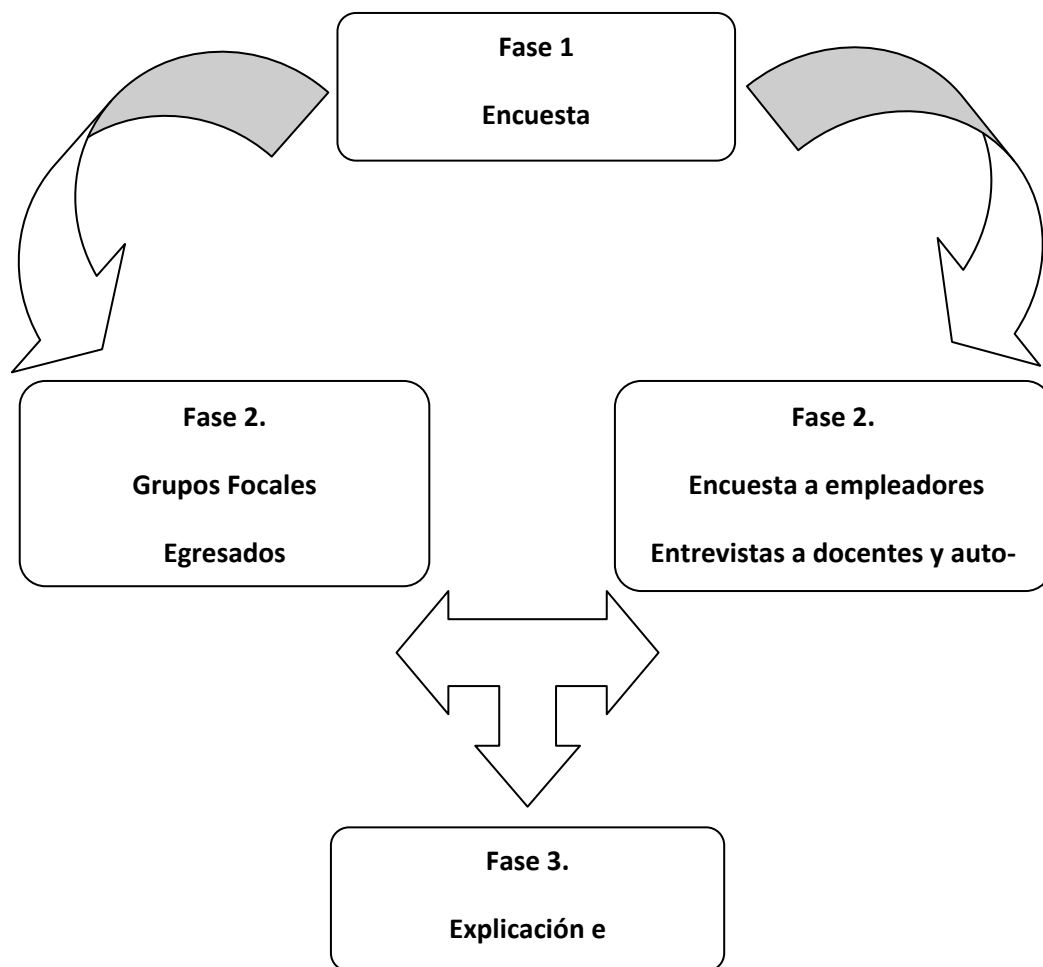 Fase 1
Encuesta
Fase 2.
Grupos Focales
Egresados
Fase 2.
Encuesta a empleadores
Entrevistas a docentes y auto-
Fase 3.
Explicación e